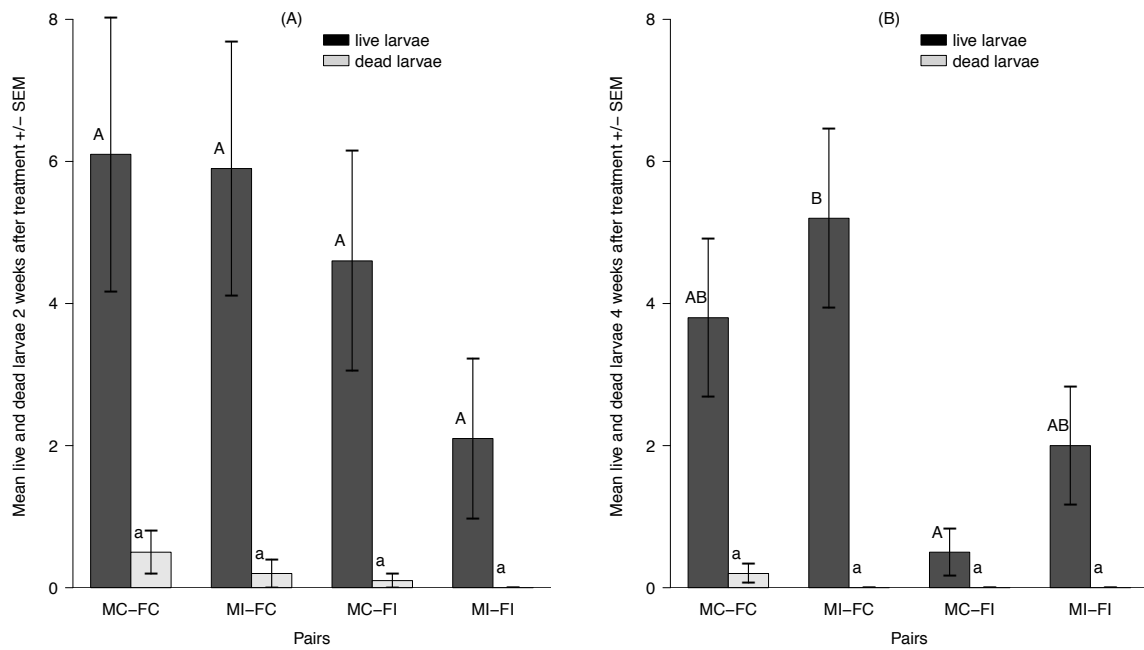 (A)
live larvae
dead larvae
Mean live and dead larvae 2 weeks after treatment +/− SEM
8
6
4
2
0
A
a
A
a
A
a
A
a
MC−FC
MI−FC
MC−FI
MI−FI
Pairs
(B)
live larvae
dead larvae
Mean live and dead larvae 4 weeks after treatment +/− SEM
8
6
4
2
0
AB
a
B
a
A
a
AB
a
MC−FC
MI−FC
MC−FI
MI−FI
Pairs